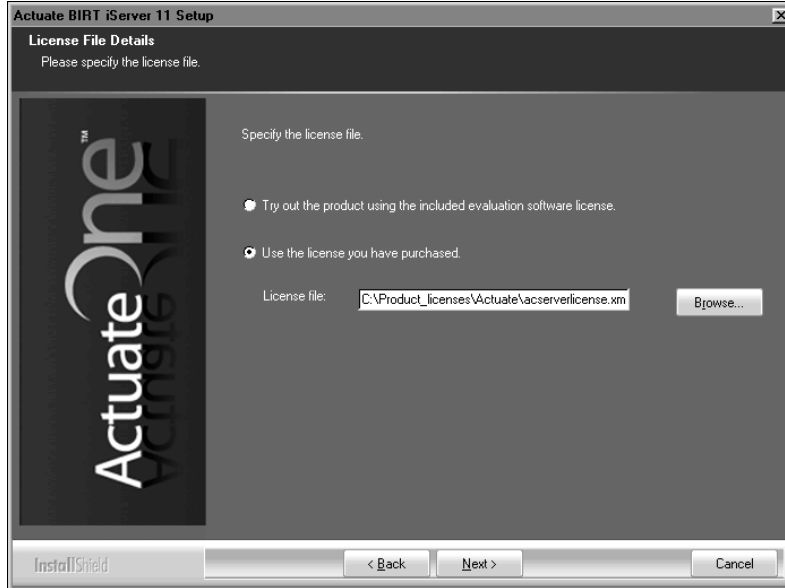 Actuate BIRT iServer 11 Setup
License File Details
Please specify the license file.
ActuateOne™
Specify the license file.
Try out the product using the included evaluation software license.
Use the license you have purchased.
License file: C:\Product_licenses\Actuate\acserverlicense.xm Browse...
InstallShield < Back Next > Cancel